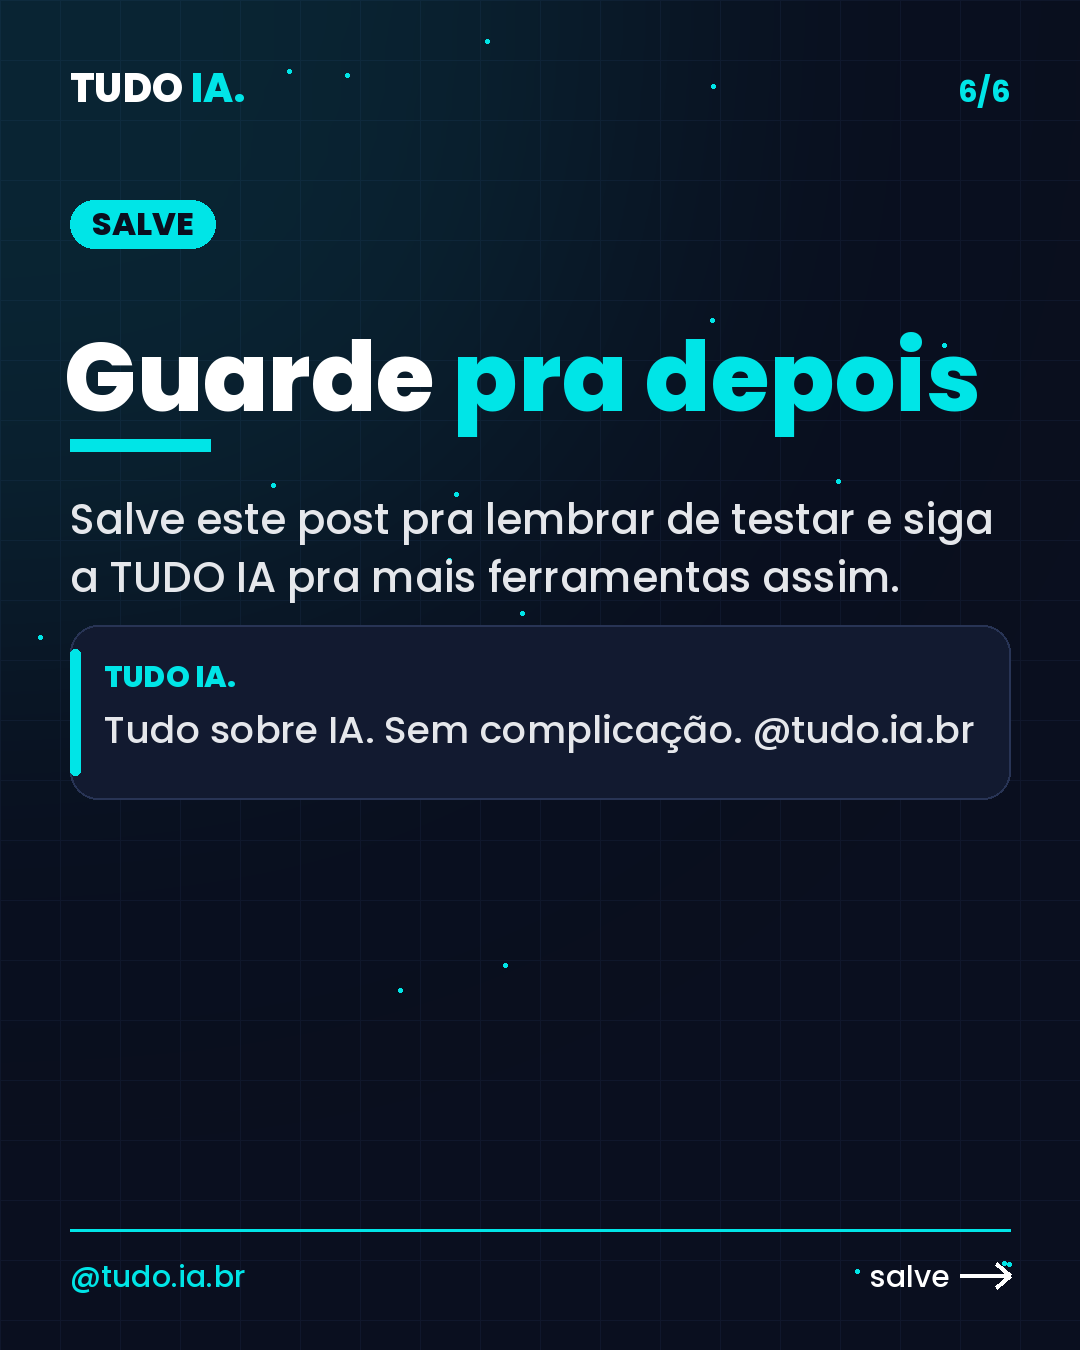 TUDO IA.
6/6
SALVE
Guarde pra depois
Salve este post pra lembrar de testar e siga
a TUDO IA pra mais ferramentas assim.
TUDO IA.
Tudo sobre IA. Sem complicação. @tudo.ia.br
@tudo.ia.br
salve